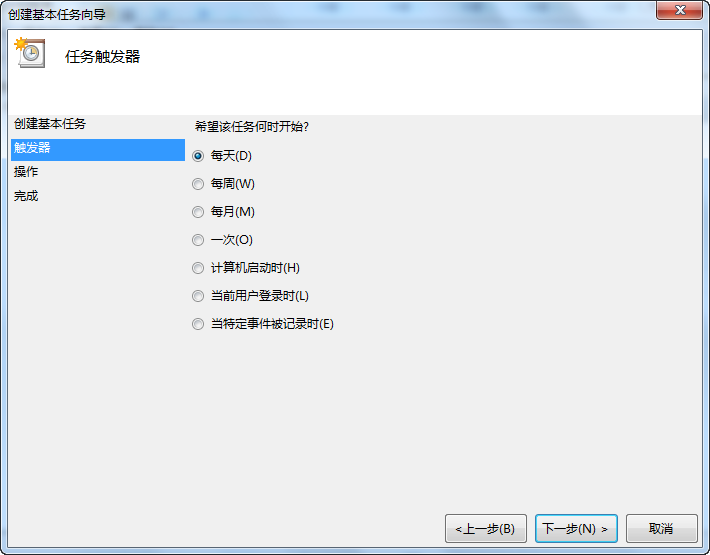 创建基本任务向导
任务触发器
创建基本任务
触发器
操作
完成
希望该任务何时开始?
每天(D)
每周(W)
每月(M)
一次(O)
计算机启动时(H)
当前用户登录时(L)
当特定事件被记录时(E)
<上一步(B)
下一步(N) >
取消